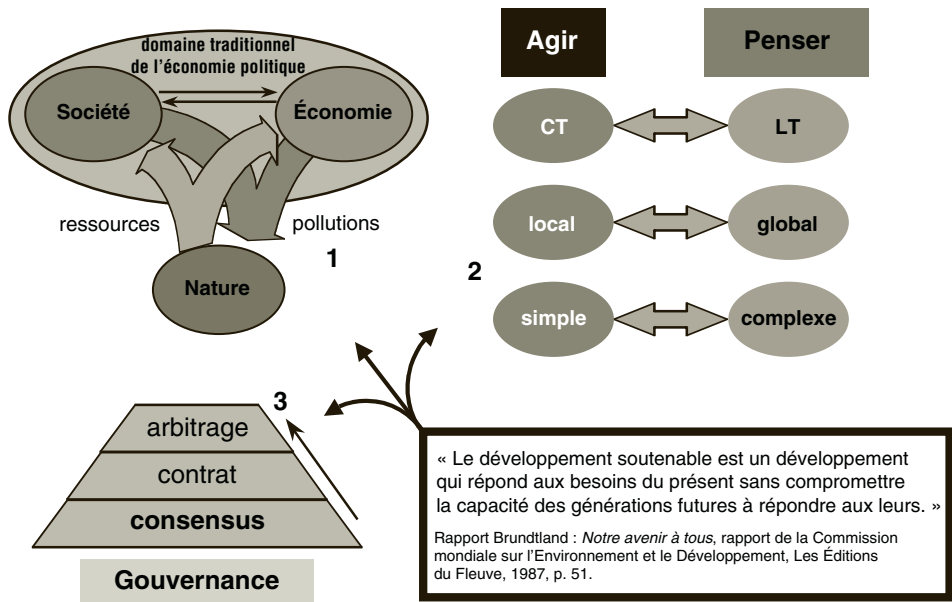 domaine traditionnel
de l'économie politique
Société
Économie
ressources
pollutions
1
Nature
Agir
Penser
CT
LT
local
global
2
simple
complexe
3
arbitrage
contrat
consensus
Gouvernance
« Le développement soutenable est un développement
qui répond aux besoins du présent sans compromettre
la capacité des générations futures à répondre aux leurs. »
Rapport Brundtland : Notre avenir à tous, rapport de la Commission
mondiale sur l'Environnement et le Développement, Les Éditions
du Fleuve, 1987, p. 51.